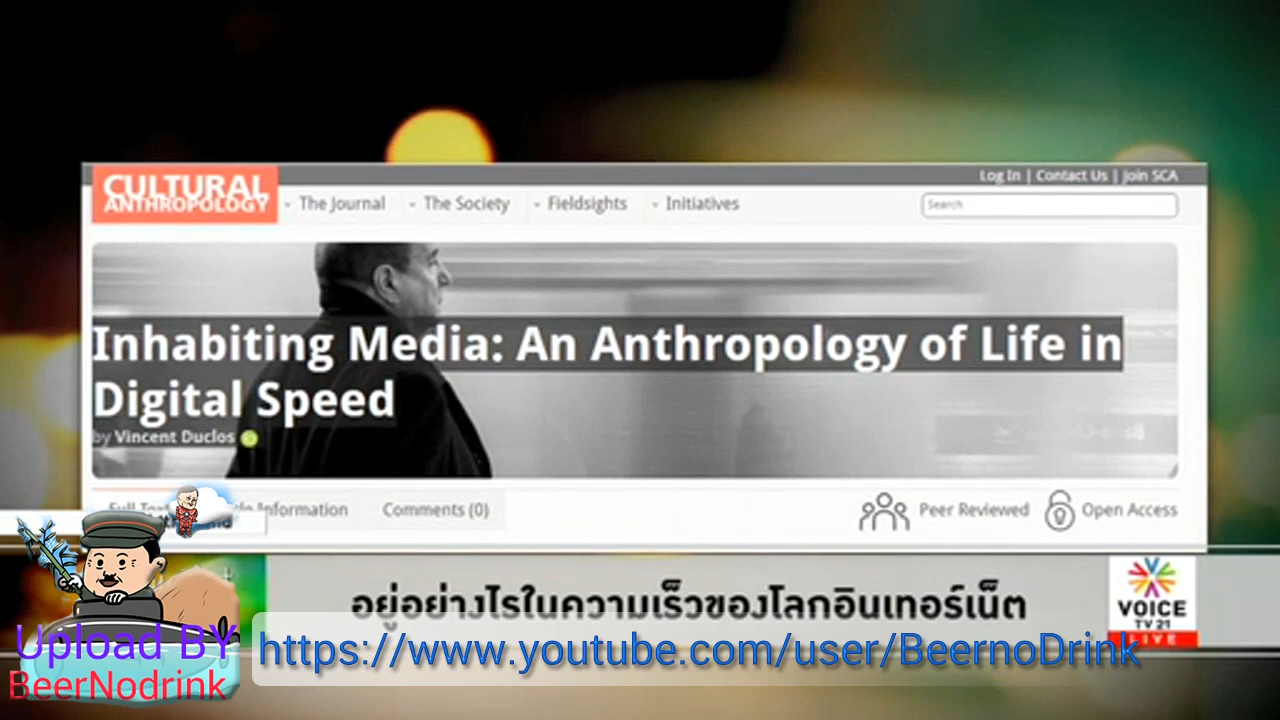 Log In | Contact Us | Join SCA
CULTURAL
ANTHROPOLOGY
The Journal
The Society
Fieldsights
Initiatives
Search
Inhabiting Media: An Anthropology of Life in
Digital Speed
by Vincent Duclos
Full Text
Information
Comments (0)
Peer Reviewed
Open Access
อยู่อย่างไรในความเร็วของโลกอินเทอร์เน็ต
VOICE
TV 21
LIVE
Upload BY
BeerNodrink
https://www.youtube.com/user/BeernoDrink